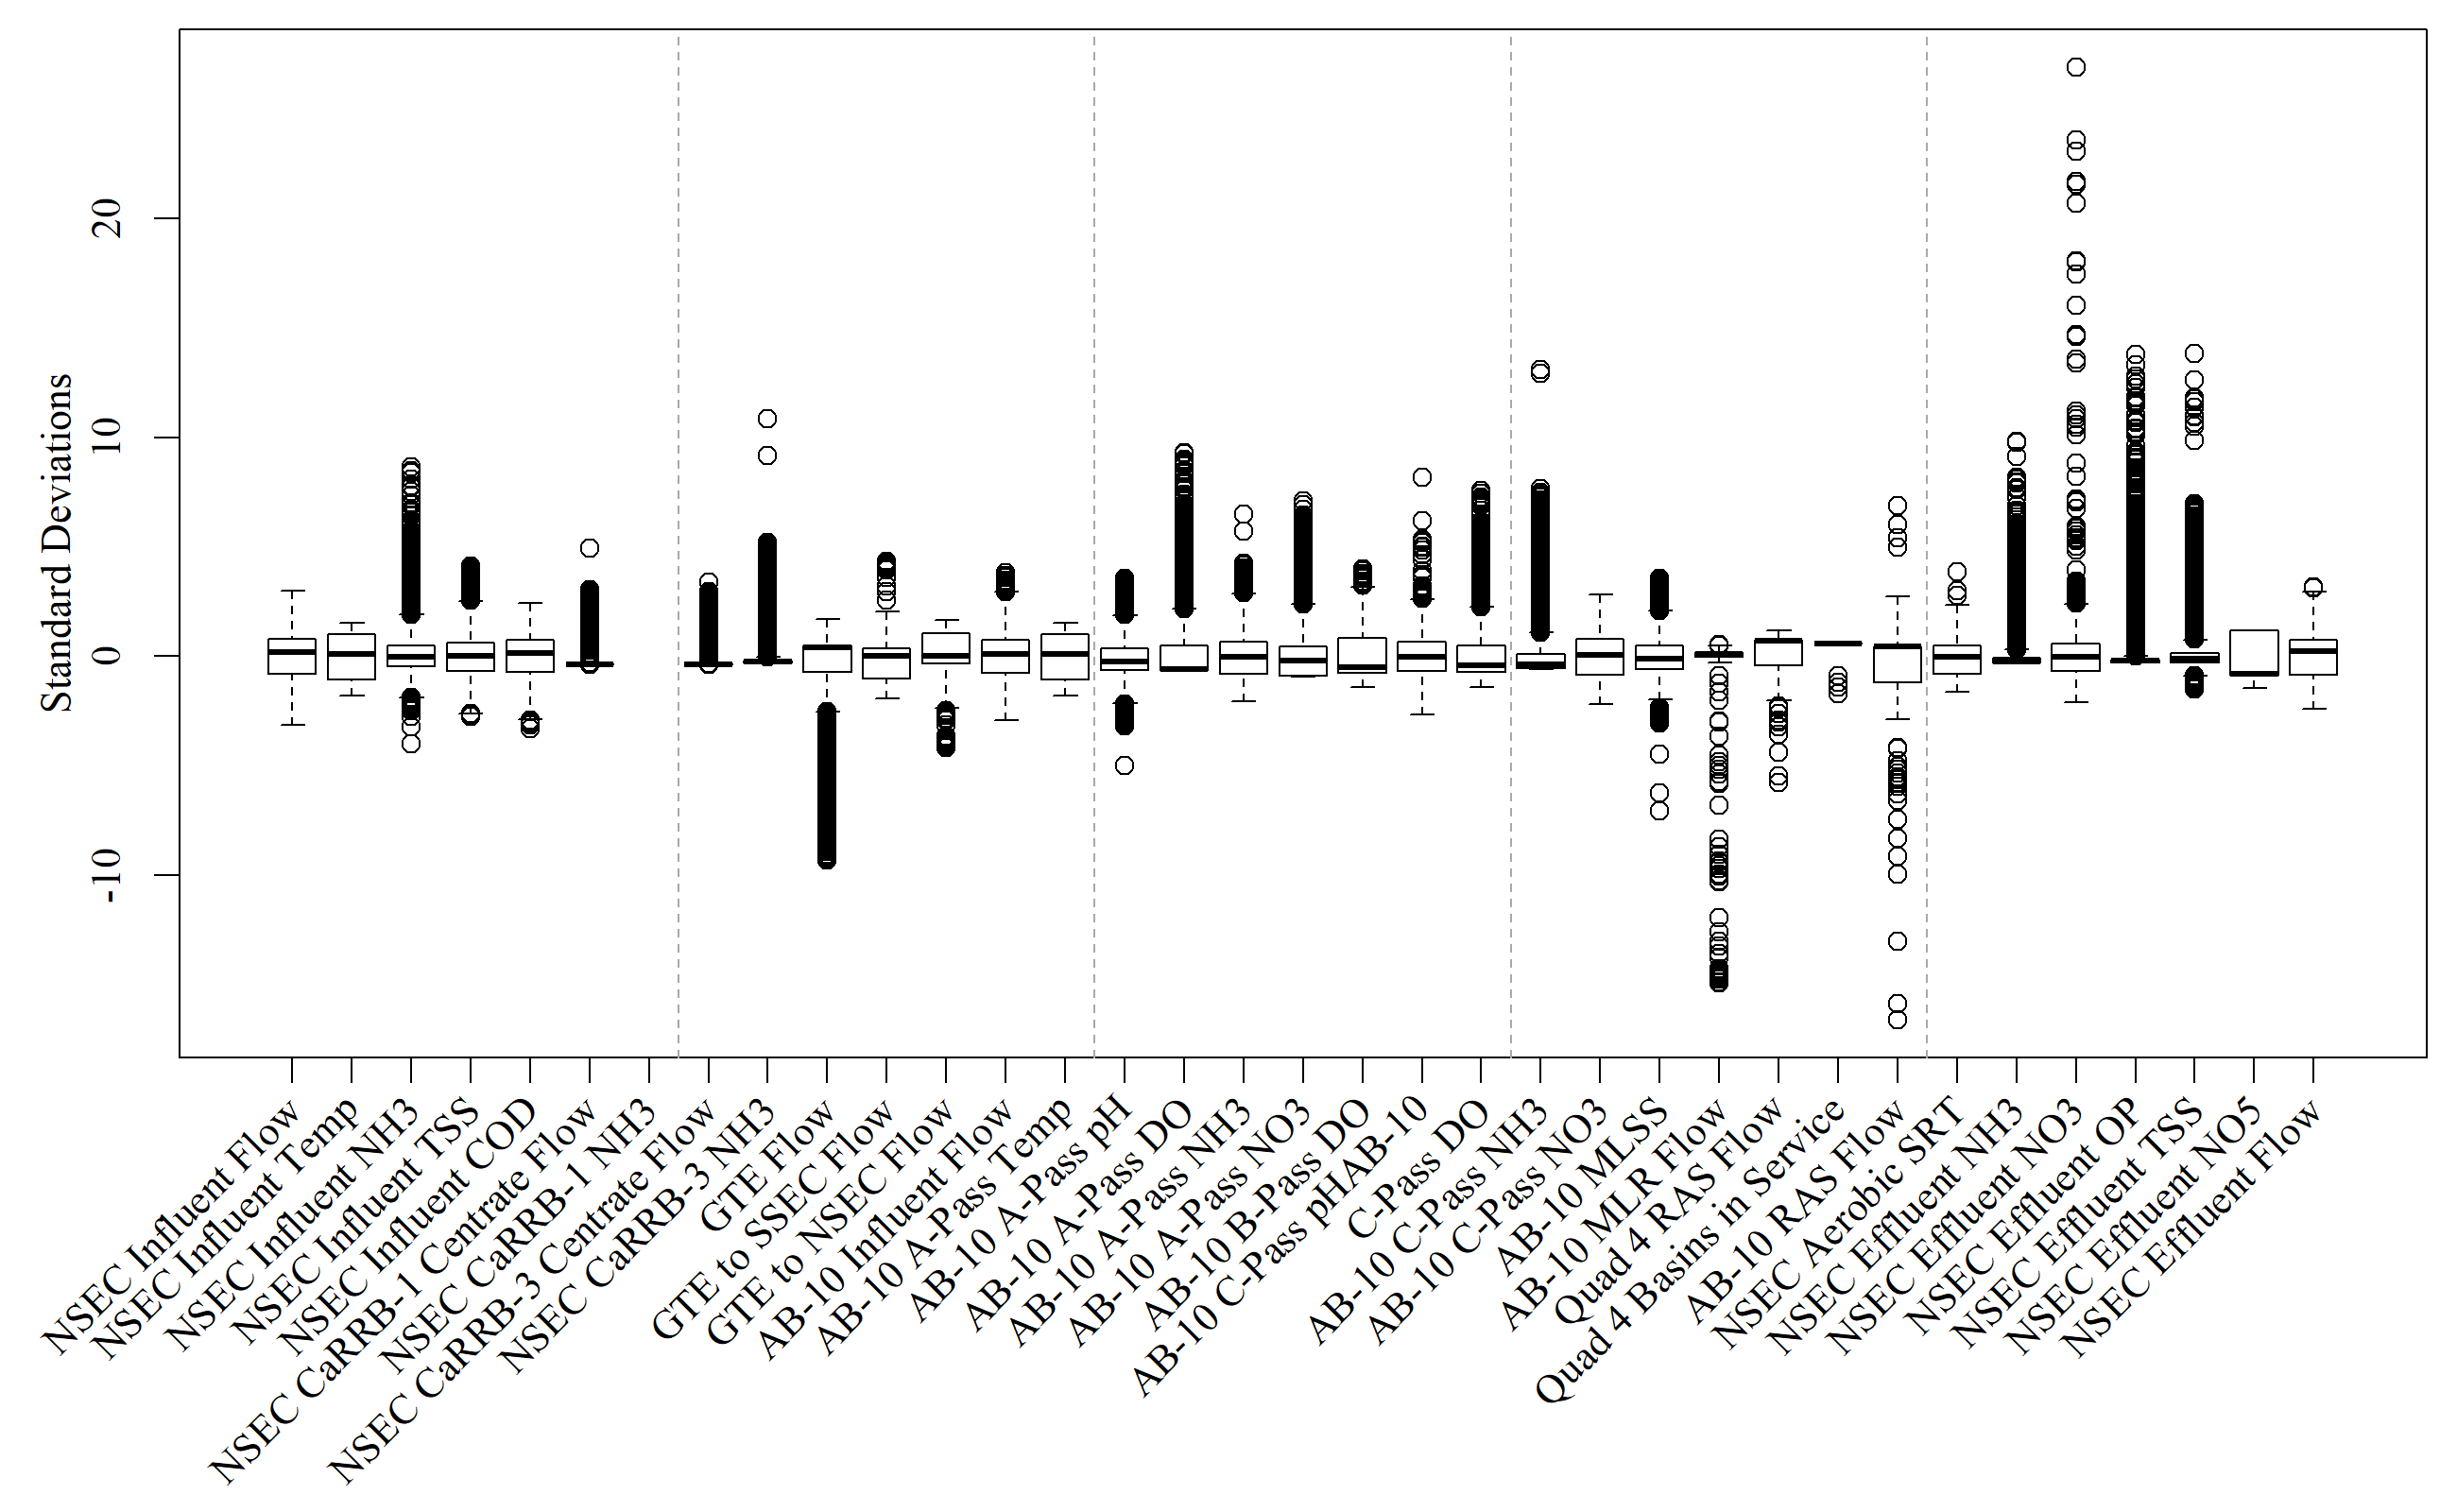 Standard Deviations
20
10
0
-10
NSEC Influent Flow
NSEC Influent Temp
NSEC Influent NH3
NSEC Influent TSS
NSEC Influent COD
NSEC CaRRB-1 Centrate Flow
NSEC CaRRB-1 NH3
NSEC CaRRB-3 Centrate Flow
NSEC CaRRB-3 NH3
GTE Flow
GTE to SSEC Flow
GTE to NSEC Flow
AB-10 Influent Flow
AB-10 A-Pass Temp
AB-10 A-Pass pH
AB-10 A-Pass DO
AB-10 A-Pass NH3
AB-10 A-Pass NO3
AB-10 B-Pass DO
AB-10 C-Pass pHAB-10
C-Pass DO
AB-10 C-Pass NH3
AB-10 C-Pass NO3
AB-10 MLSS
AB-10 MLR Flow
Quad 4 RAS Flow
Quad 4 Basins in Service
AB-10 RAS Flow
NSEC Aerobic SRT
NSEC Effluent NH3
NSEC Effluent NO3
NSEC Effluent OP
NSEC Effluent TSS
NSEC Effluent NO5
NSEC Effluent Flow